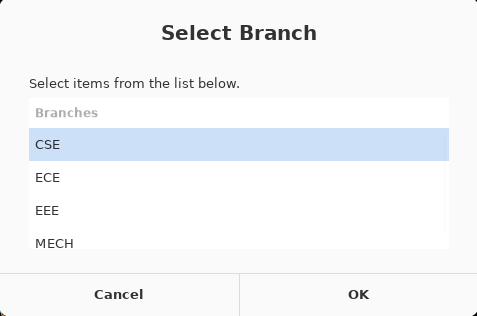 Select Branch
Select items from the list below.
Branches
CSE
ECE
EEE
MECH
Cancel
OK